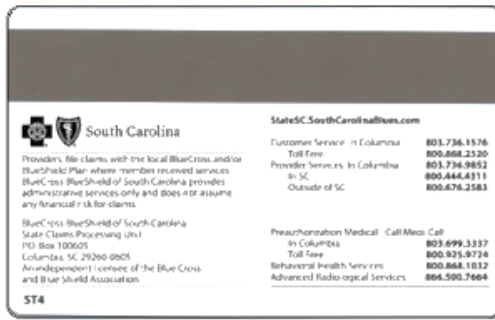 South Carolina
Providers, file claims with the local BlueCross and/or
BlueShield Plan where member received services.
BlueCross BlueShield of South Carolina provides
administrative services only and does not assume
any financial risk for claims.
BlueCross BlueShield of South Carolina
State Claims Processing Unit
PO Box 100605
Columbia, SC 29260-0605
An independent licensee of the Blue Cross
and Blue Shield Association
ST4
StateSC.SouthCarolinaBlues.com
Customer Service In Columbia 803.736.1576
Toll Free 800.868.2520
Provider Services In Columbia 803.736.9852
In SC 800.444.4311
Outside of SC 800.676.2583
Preauthorization Medical Call Medi Call
In Columbia 803.699.3337
Toll Free 800.925.9724
Behavioral Health Services 800.868.1032
Advanced Radiological Services 866.500.7664